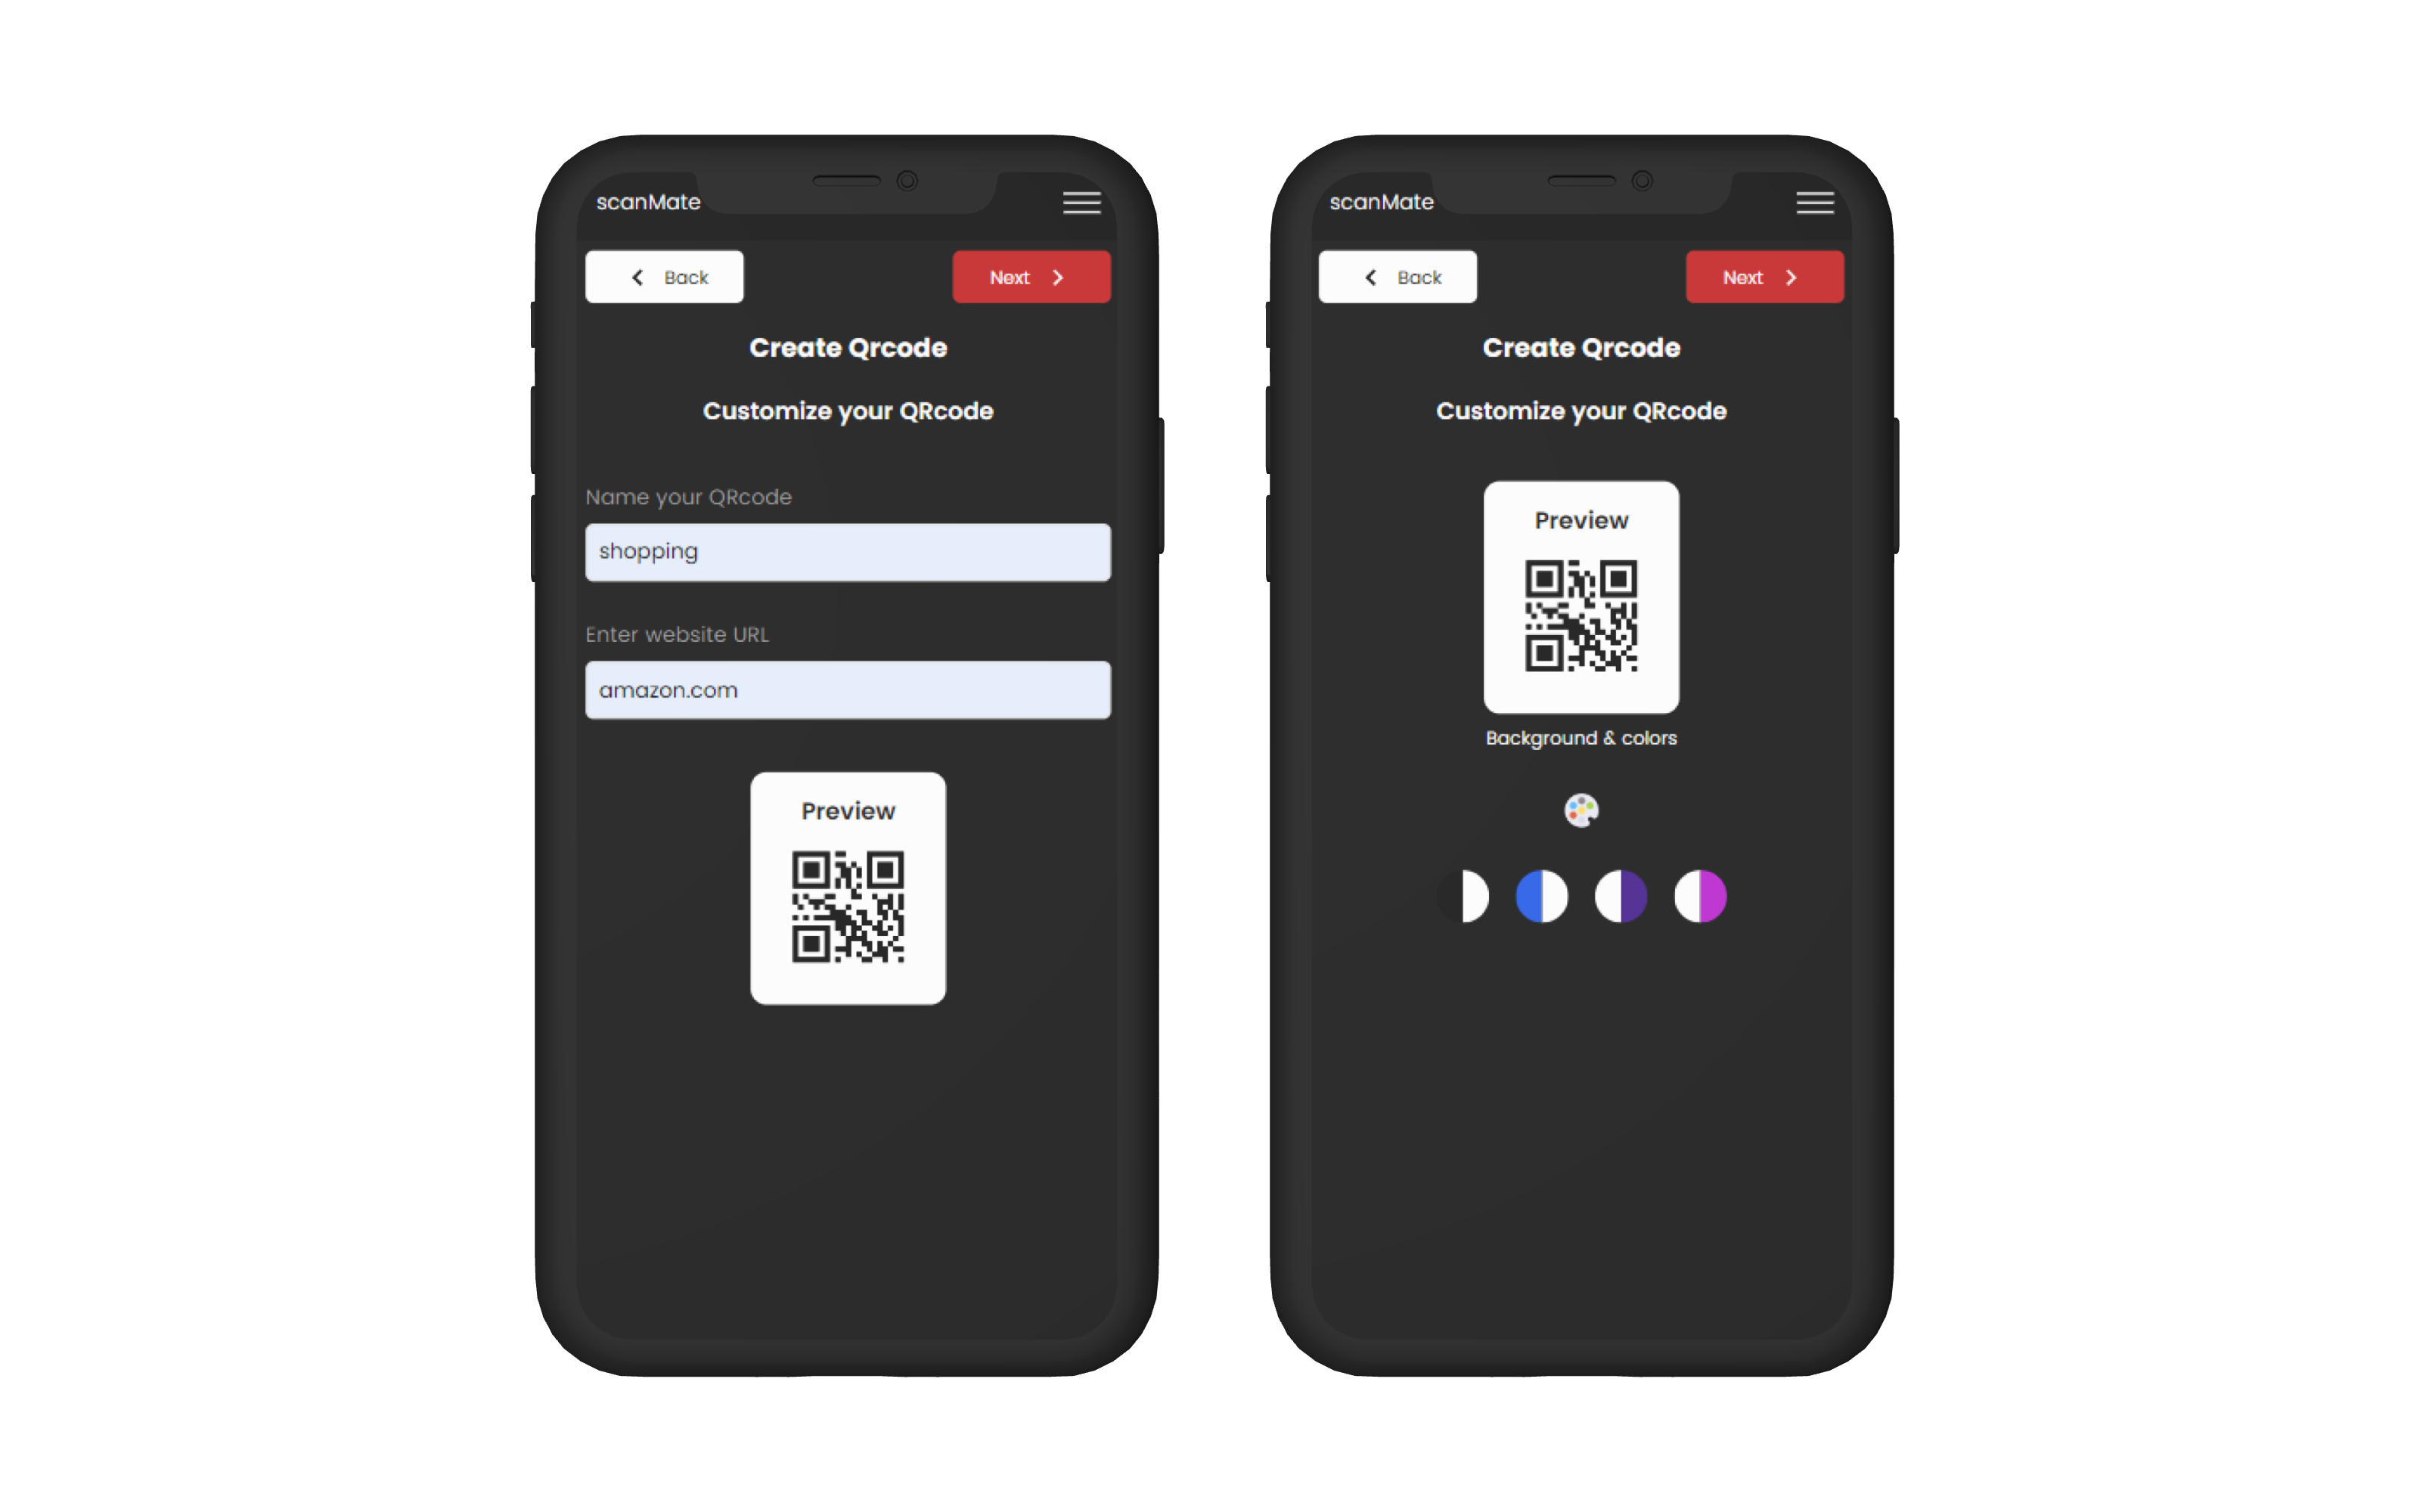 scanMate
Back
Next
Create Qrcode
Customize your QRcode
Name your QRcode
shopping
Enter website URL
amazon.com
Preview
scanMate
Back
Next
Create Qrcode
Customize your QRcode
Preview
Background & colors